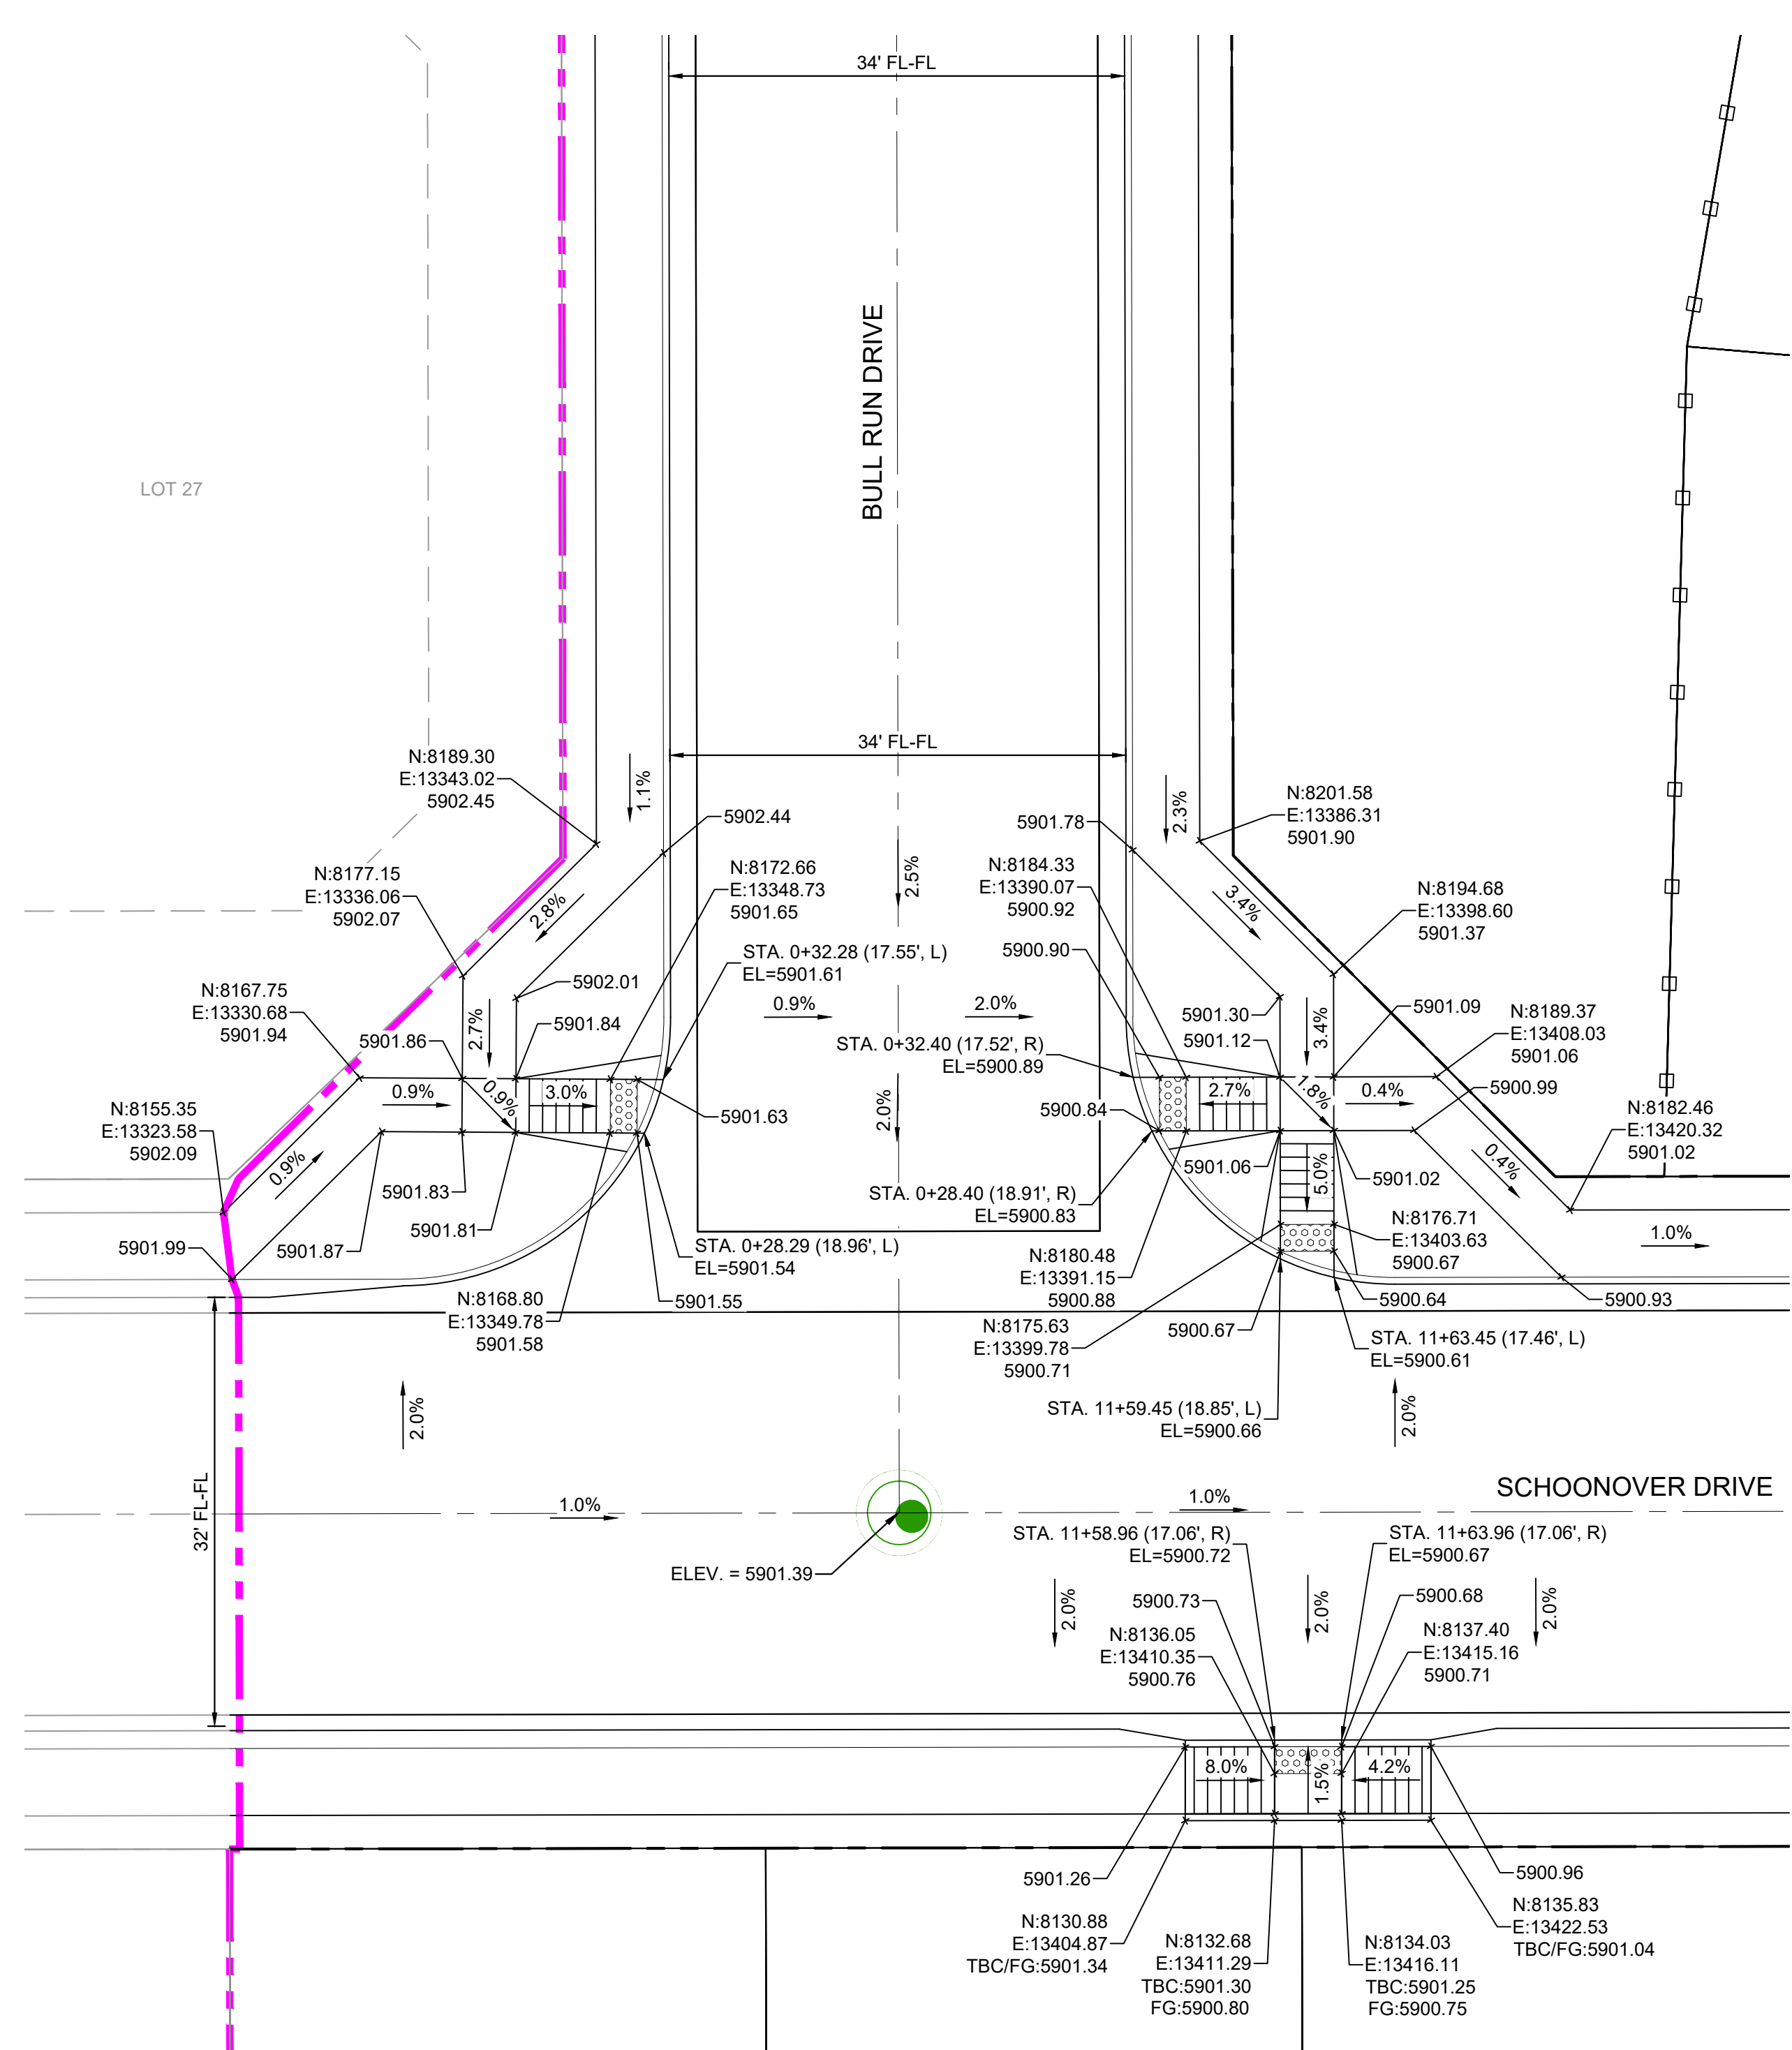 34' FL-FL
BULL RUN DRIVE
LOT 27
34' FL-FL
N:8189.30
E:13343.02
5902.45
1.1%
5902.44
2.5%
5901.78
2.3%
N:8201.58
E:13386.31
5901.90
N:8177.15
E:13336.06
5902.07
2.8%
N:8172.66
E:13348.73
5901.65
N:8184.33
E:13390.07
5900.92
3.4%
N:8194.68
E:13398.60
5901.37
STA. 0+32.28 (17.55', L)
EL=5901.61
5900.90
N:8167.75
E:13330.68
5901.94
5902.01
5901.86
2.7%
5901.84
0.9%
2.0%
5901.30
5901.12
3.4%
5901.09
N:8189.37
E:13408.03
5901.06
STA. 0+32.40 (17.52', R)
EL=5900.89
0.9%
0.9%
3.0%
5901.63
2.0%
2.7%
1.8%
0.4%
5900.99
N:8155.35
E:13323.58
5902.09
5900.84
N:8182.46
E:13420.32
5901.02
0.9%
5901.83
5901.06
5.0%
5901.02
0.4%
STA. 0+28.40 (18.91', R)
EL=5900.83
5901.99
5901.87
5901.81
STA. 0+28.29 (18.96', L)
EL=5901.54
N:8176.71
E:13403.63
5900.67
1.0%
N:8180.48
E:13391.15
5900.88
N:8168.80
E:13349.78
5901.58
5901.55
5900.64
5900.93
N:8175.63
E:13399.78
5900.71
5900.67
STA. 11+63.45 (17.46', L)
EL=5900.61
STA. 11+59.45 (18.85', L)
EL=5900.66
2.0%
2.0%
32' FL-FL
SCHOONOVER DRIVE
1.0%
1.0%
ELEV. = 5901.39
STA. 11+58.96 (17.06', R)
EL=5900.72
STA. 11+63.96 (17.06', R)
EL=5900.67
2.0%
2.0%
2.0%
5900.73
5900.68
N:8136.05
E:13410.35
5900.76
N:8137.40
E:13415.16
5900.71
8.0%
1.5%
4.2%
5901.26
5900.96
N:8130.88
E:13404.87
TBC/FG:5901.34
N:8132.68
E:13411.29
TBC:5901.30
FG:5900.80
N:8134.03
E:13416.11
TBC:5901.25
FG:5900.75
N:8135.83
E:13422.53
TBC/FG:5901.04